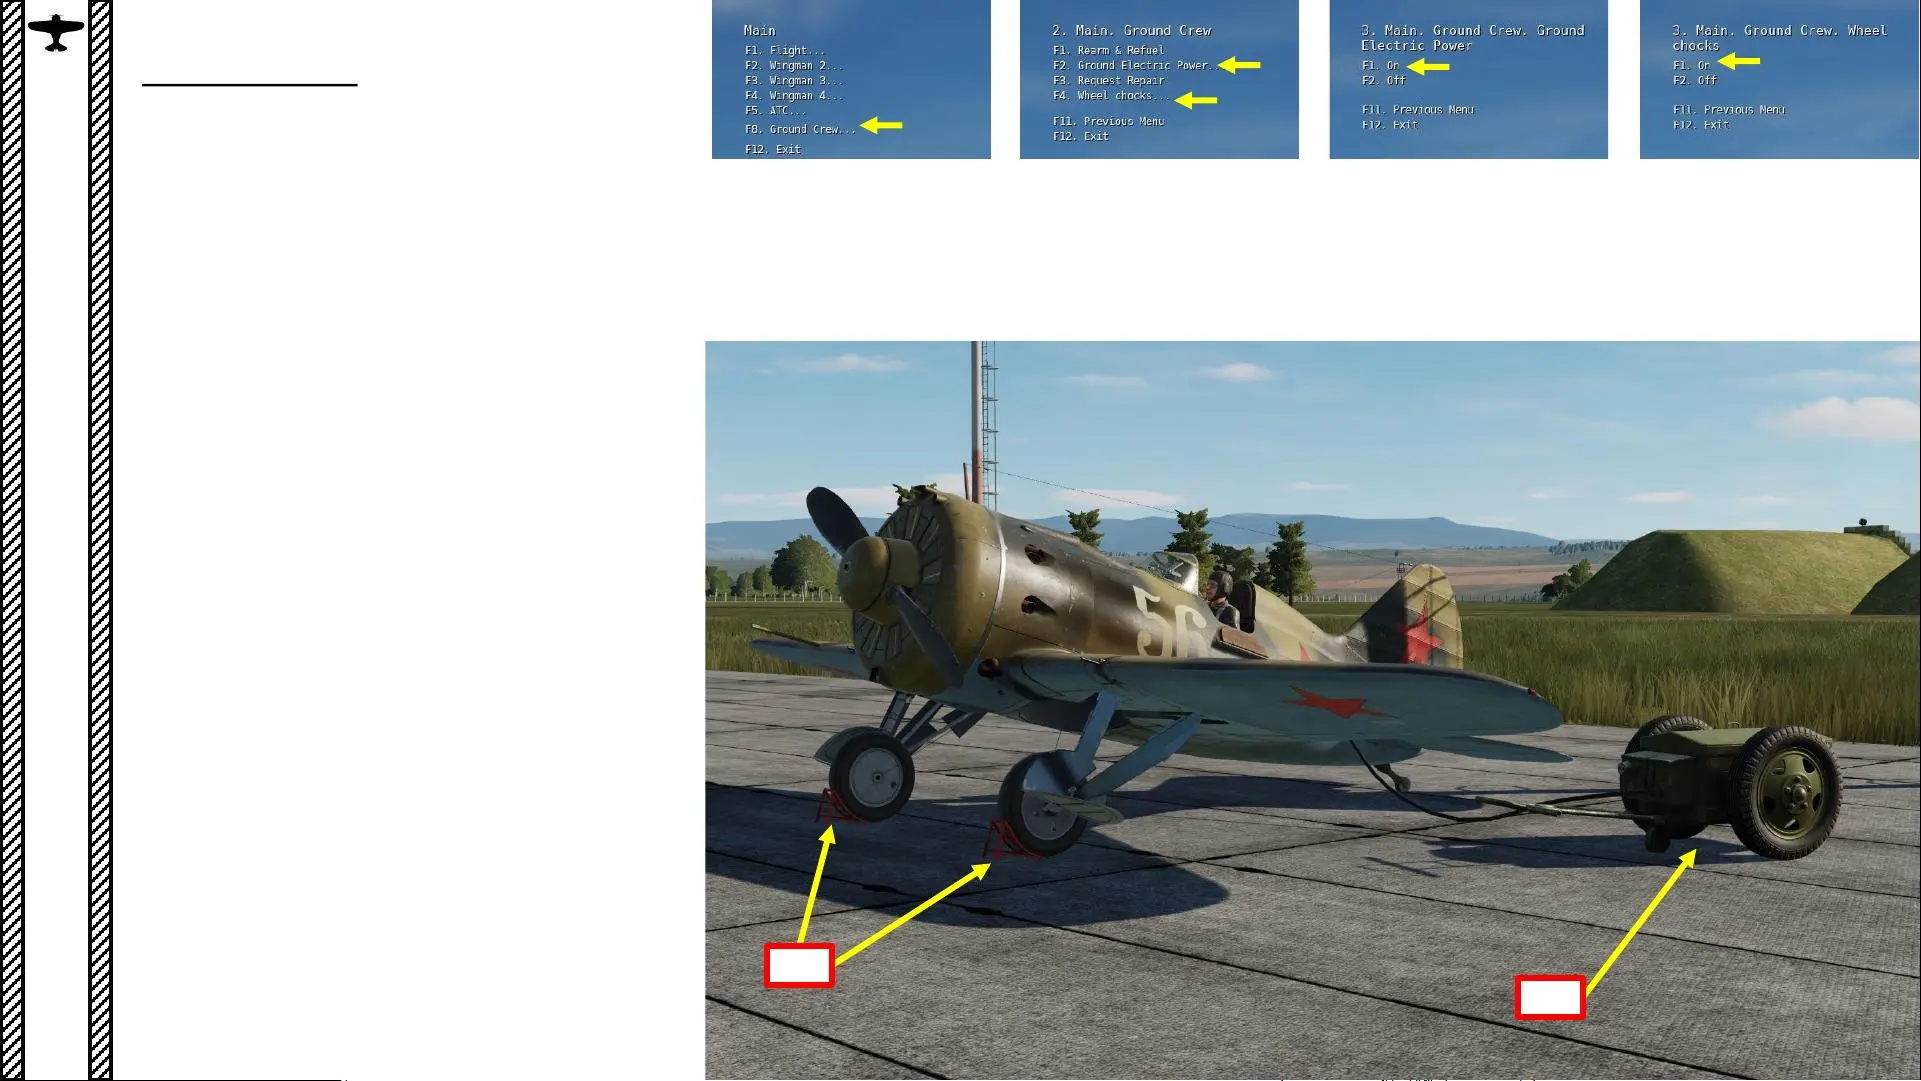 Main
F1. Flight...
F2. Wingman 2...
F3. Wingman 3...
F4. Wingman 4...
F5. ATC...
F8. Ground Crew...
F12. Exit
2. Main. Ground Crew
F1. Rearm & Refuel
F2. Ground Electric Power...
F3. Request Repair
F4. Wheel chocks...
F11. Previous Menu
F12. Exit
3. Main. Ground Crew. Ground
Electric Power
F1. On
F2. Off
F11. Previous Menu
F12. Exit
3. Main. Ground Crew. Wheel
chocks
F1. On
F2. Off
F11. Previous Menu
F12. Exit
56